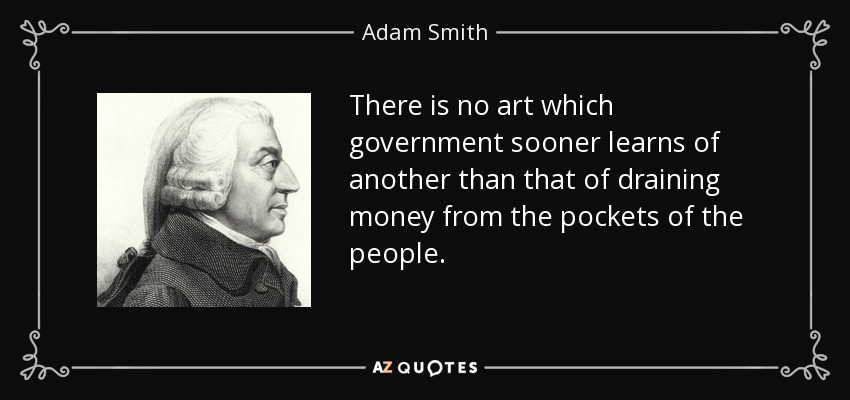 Adam Smith
There is no art which
government sooner learns of
another than that of draining
money from the pockets of the
people.
AZ QUOTES